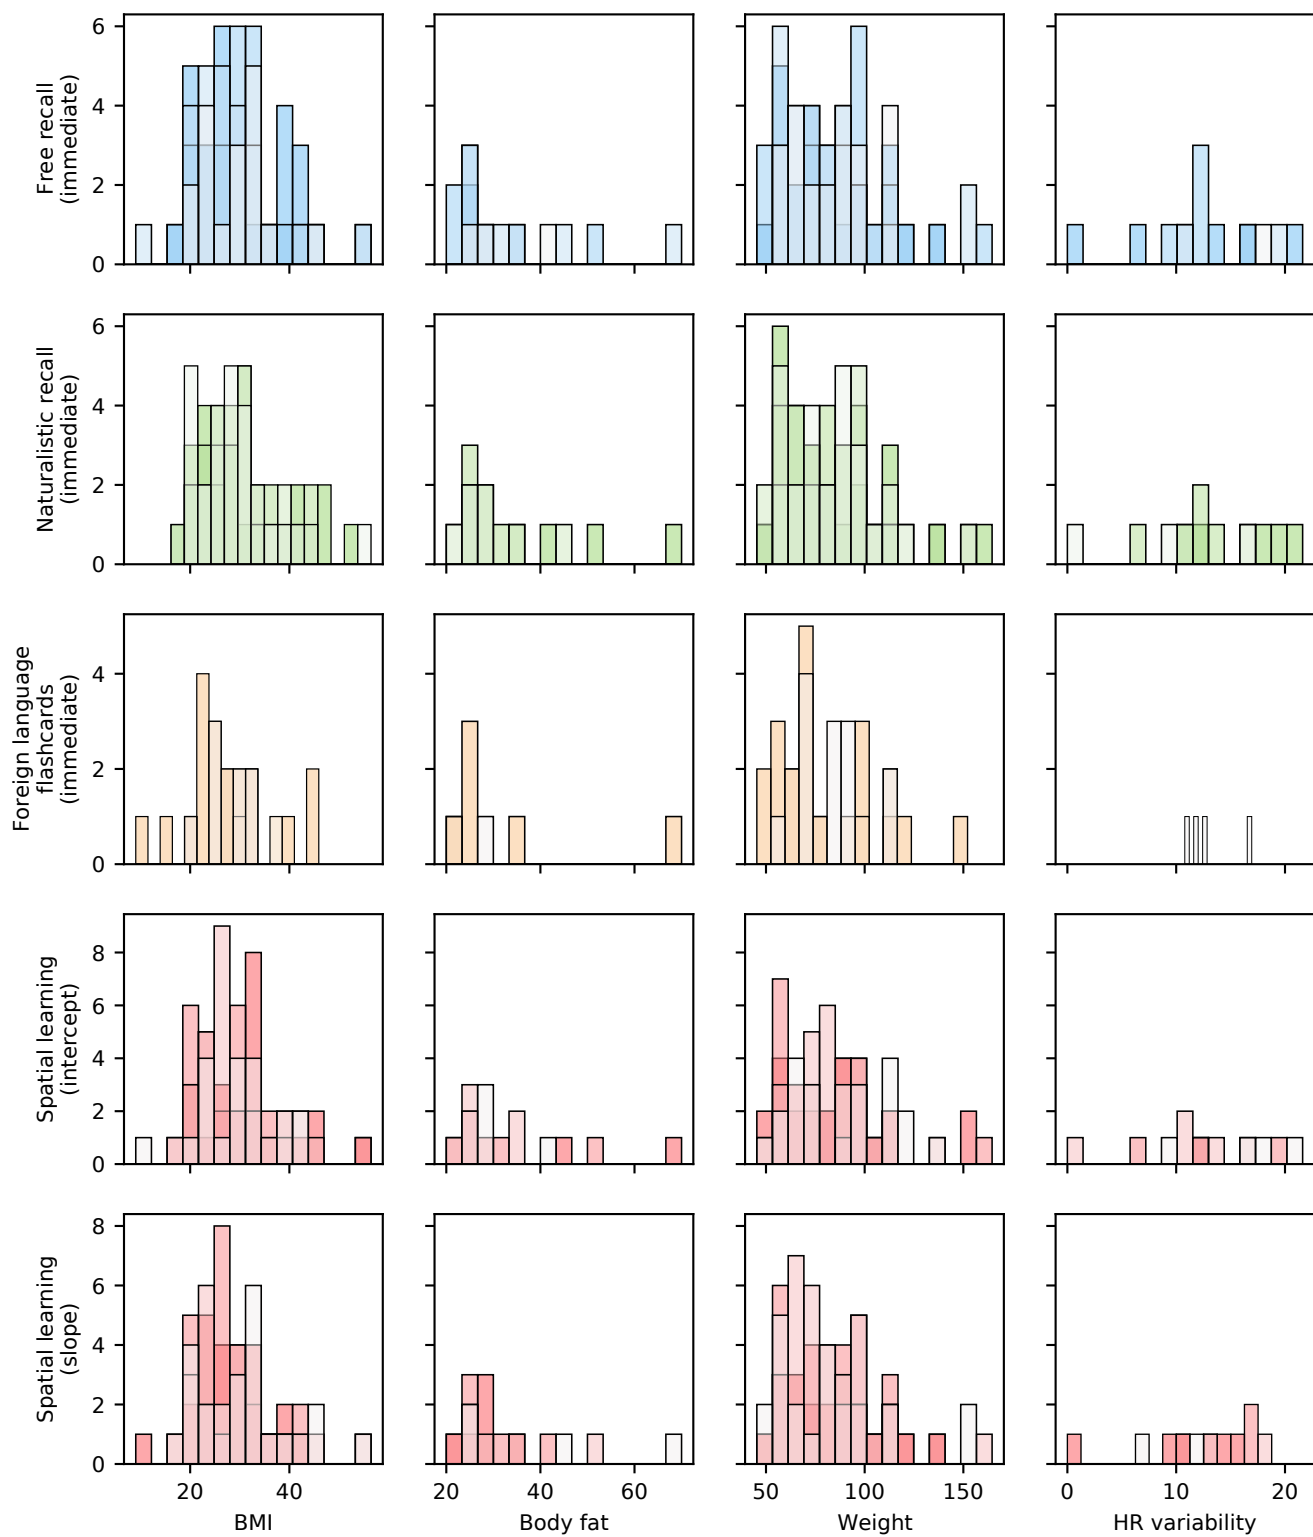 6
4
2
0
Free recall
(immediate)
6
4
2
0
Naturalistic recall
(immediate)
4
2
0
Foreign language
flashcards
(immediate)
8
6
4
2
0
Spatial learning
(intercept)
8
6
4
2
0
Spatial learning
(slope)
20 40
20 40 60
50 100 150
0 10 20
BMI
Body fat
Weight
HR variability